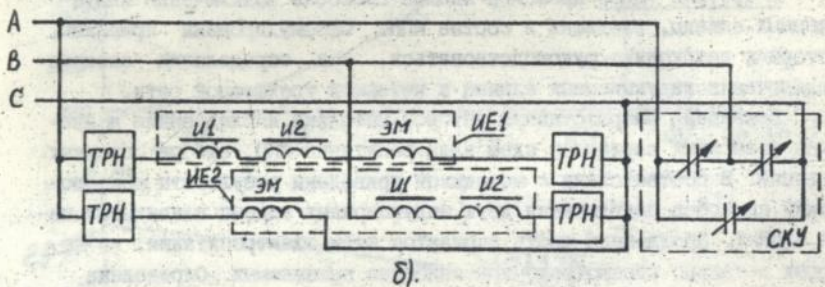 A
B
C
И1 И2 ЭМ ИЕ1
ТРН ТРН
ИЕ2 ЭМ И1 И2
ТРН ТРН
СКУ
б).